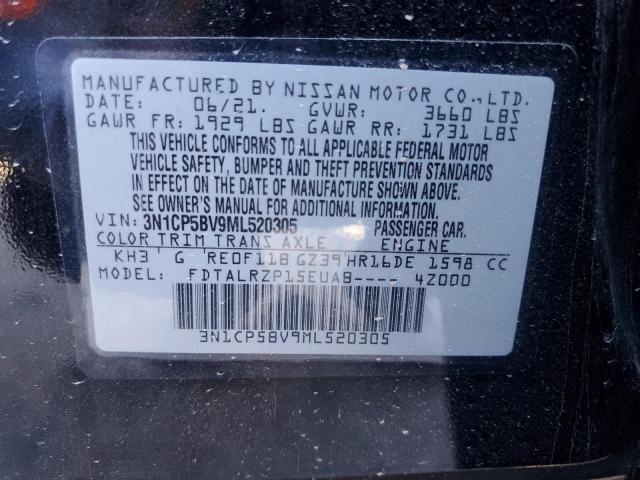 MANUFACTURED BY NISSAN MOTOR CO., LTD.
DATE: 06/21. GVWR: 3660 LBS
GAWR FR: 1929 LBS GAWR RR: 1731 LBS
THIS VEHICLE CONFORMS TO ALL APPLICABLE FEDERAL MOTOR
VEHICLE SAFETY, BUMPER AND THEFT PREVENTION STANDARDS
IN EFFECT ON THE DATE OF MANUFACTURE SHOWN ABOVE.
SEE OWNER'S MANUAL FOR ADDITIONAL INFORMATION.
VIN: 3N1CP5BV9ML520305 PASSENGER CAR.
COLOR TRIM TRANS AXLE ENGINE
KH3 G RE0F11B GZ39 HR16DE 1598 CC
MODEL: FDTALRZP15EUAB---- 4Z000
3N1CP5BV9ML520305